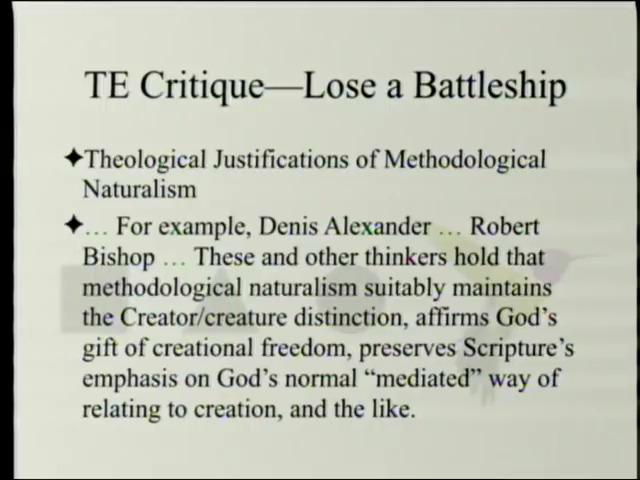 TE Critique—Lose a Battleship
✦Theological Justifications of Methodological
Naturalism
✦… For example, Denis Alexander … Robert
Bishop … These and other thinkers hold that
methodological naturalism suitably maintains
the Creator/creature distinction, affirms God’s
gift of creational freedom, preserves Scripture’s
emphasis on God’s normal “mediated” way of
relating to creation, and the like.